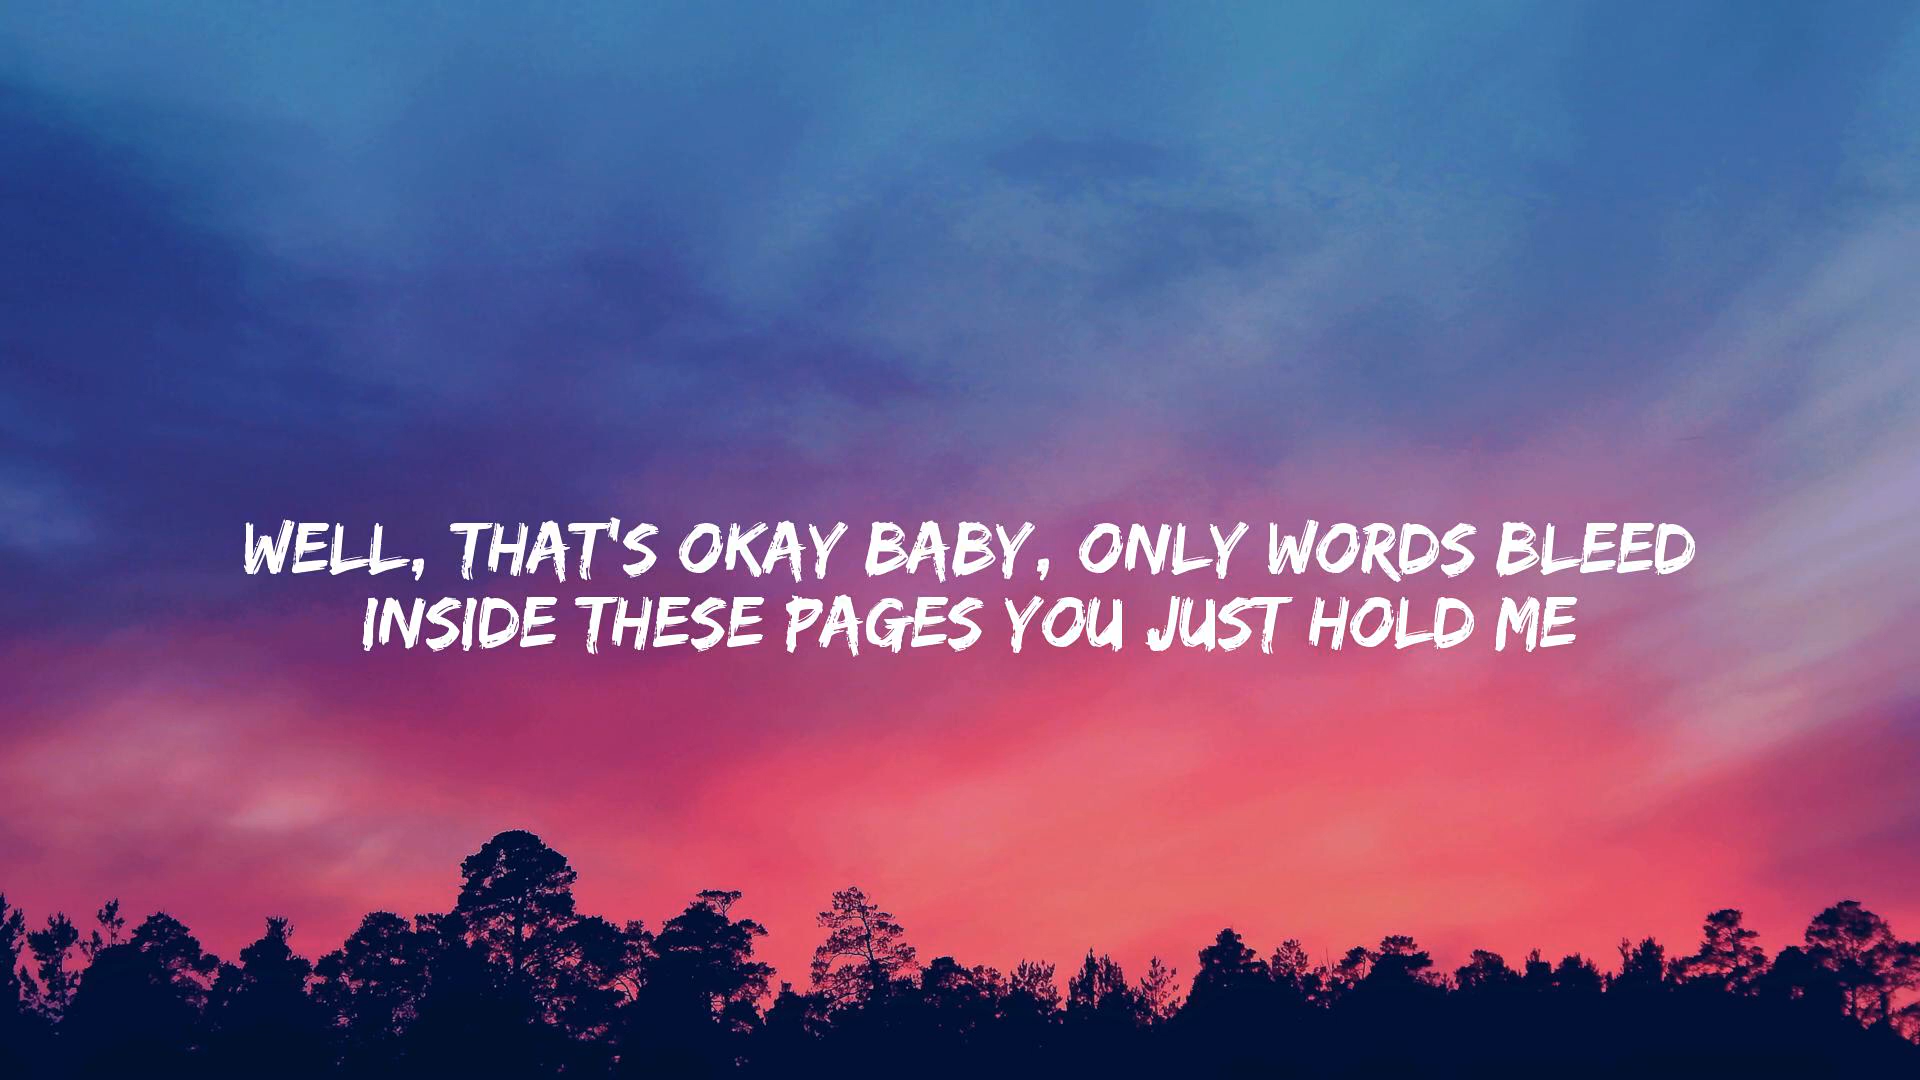 WELL, THAT'S OKAY BABY, ONLY WORDS BLEED
INSIDE THESE PAGES YOU JUST HOLD ME